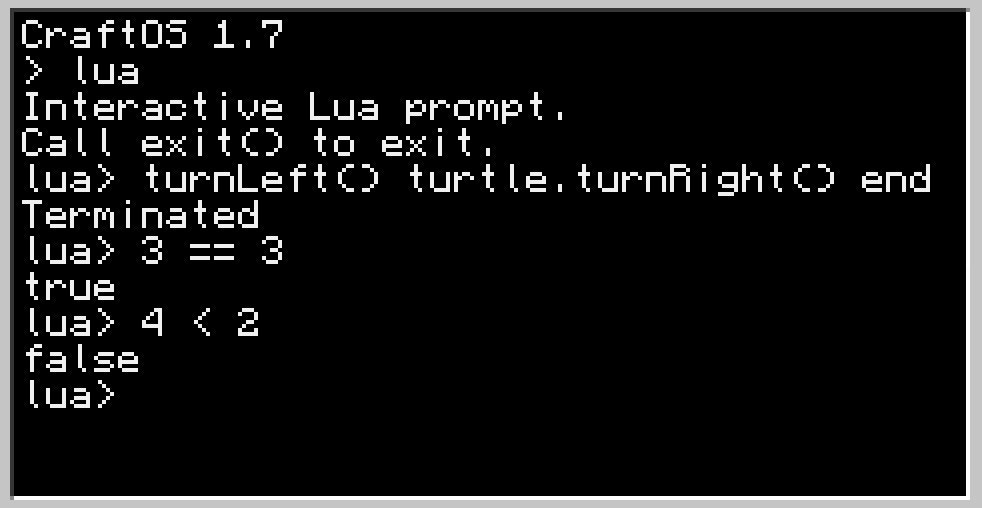 CraftOS 1.7
> lua
Interactive Lua prompt.
Call exit() to exit.
lua> turnLeft() turtle.turnRight() end
Terminated
lua> 3 == 3
true
lua> 4 < 2
false
lua>